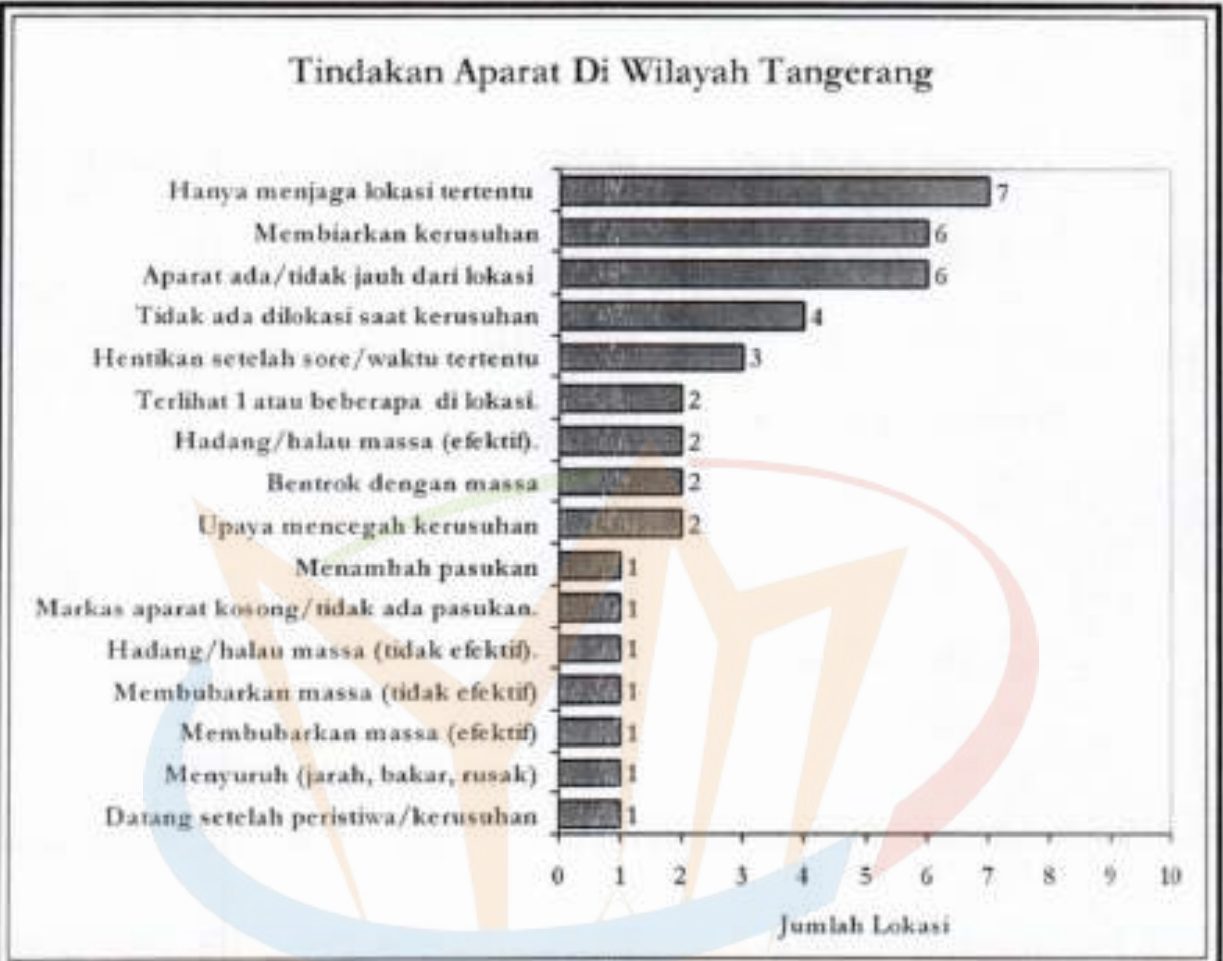 Tindakan Aparat Di Wilayah Tangerang
Hanya menjaga lokasi tertentu 7
Membiarkan kerusuhan 6
Aparat ada/tidak jauh dari lokasi 6
Tidak ada dilokasi saat kerusuhan 4
Hentikan setelah sore/waktu tertentu 3
Terlihat 1 atau beberapa di lokasi. 2
Hadang/halau massa (efektif). 2
Bentrok dengan massa 2
Upaya mencegah kerusuhan 2
Menambah pasukan 1
Markas aparat kosong/tidak ada pasukan. 1
Hadang/halau massa (tidak efektif). 1
Membubarkan massa (tidak efektif) 1
Membubarkan massa (efektif) 1
Menyuruh (jarah, bakar, rusak) 1
Datang setelah peristiwa/kerusuhan 1
0 1 2 3 4 5 6 7 8 9 10
Jumlah Lokasi